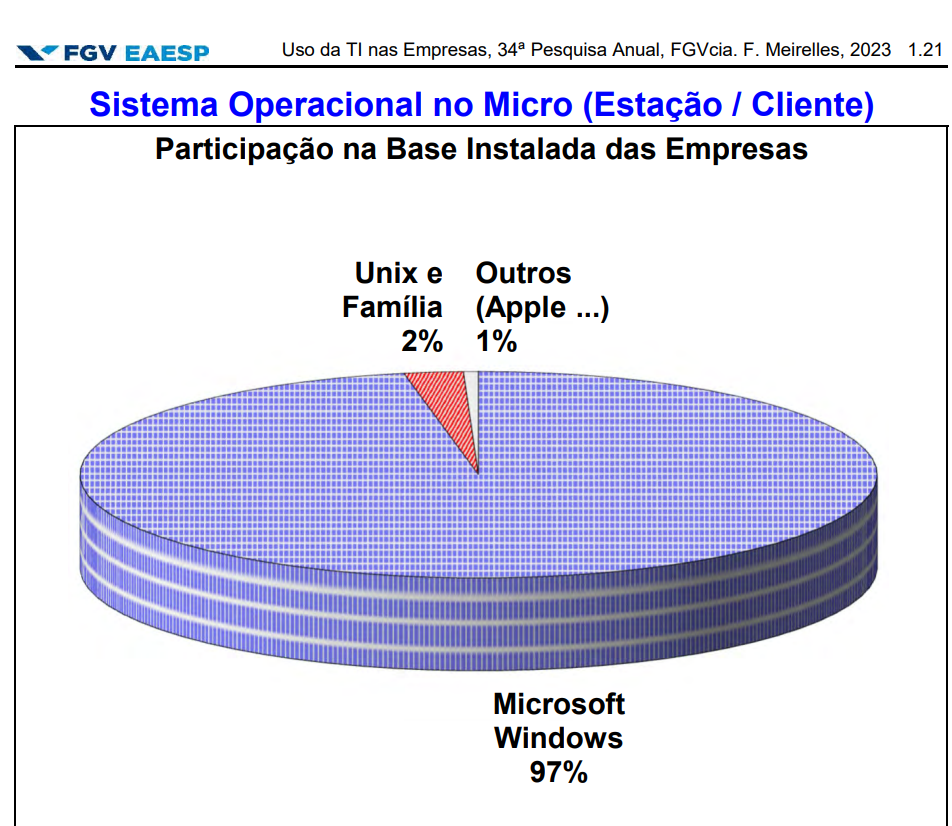 FGV EAESP
Uso da TI nas Empresas, 34ª Pesquisa Anual, FGVcia. F. Meirelles, 2023 1.21
Sistema Operacional no Micro (Estação / Cliente)
Participação na Base Instalada das Empresas
Unix e
Família
2%
Outros
(Apple ...)
1%
Microsoft
Windows
97%